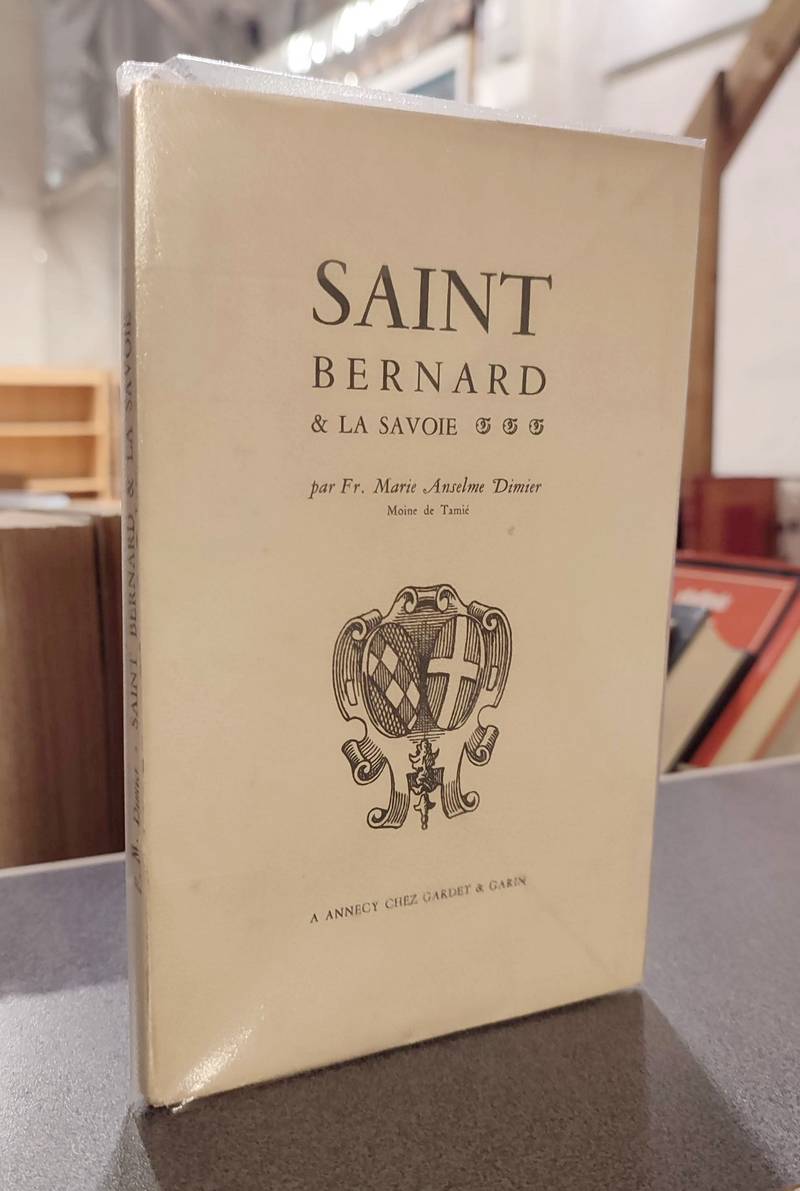 SAINT
BERNARD
& LA SAVOIE
par Fr. Marie Anselme Dimier
Moine de Tamié
A ANNECY CHEZ GARDET & GARIN
SAINT BERNARD & LA SAVOIE